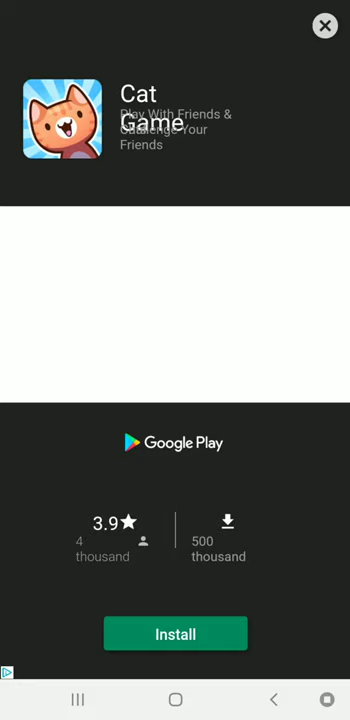 Cat
Game
Play With Friends &
Challenge Your
Friends
Google Play
3.9
4
thousand
500
thousand
Install